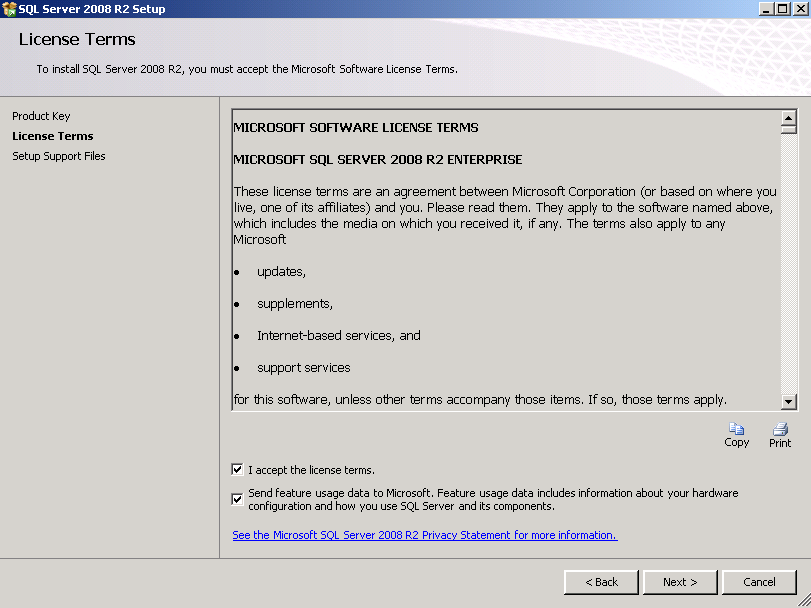 SQL Server 2008 R2 Setup
License Terms
To install SQL Server 2008 R2, you must accept the Microsoft Software License Terms.
Product Key
License Terms
Setup Support Files
MICROSOFT SOFTWARE LICENSE TERMS
MICROSOFT SQL SERVER 2008 R2 ENTERPRISE
These license terms are an agreement between Microsoft Corporation (or based on where you
live, one of its affiliates) and you. Please read them. They apply to the software named above,
which includes the media on which you received it, if any. The terms also apply to any
Microsoft
• updates,
• supplements,
• Internet-based services, and
• support services
for this software, unless other terms accompany those items. If so, those terms apply.
Copy
Print
I accept the license terms.
Send feature usage data to Microsoft. Feature usage data includes information about your hardware
configuration and how you use SQL Server and its components.
See the Microsoft SQL Server 2008 R2 Privacy Statement for more information.
< Back
Next >
Cancel